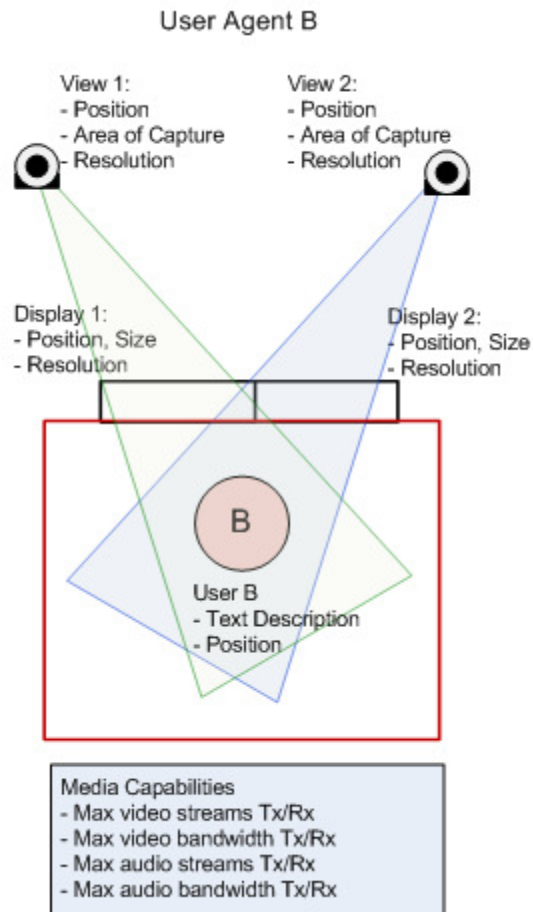 User Agent B
View 1:
- Position
- Area of Capture
- Resolution
View 2:
- Position
- Area of Capture
- Resolution
Display 1:
- Position, Size
- Resolution
Display 2:
- Position, Size
- Resolution
B
User B
- Text Description
- Position
Media Capabilities
- Max video streams Tx/Rx
- Max video bandwidth Tx/Rx
- Max audio streams Tx/Rx
- Max audio bandwidth Tx/Rx